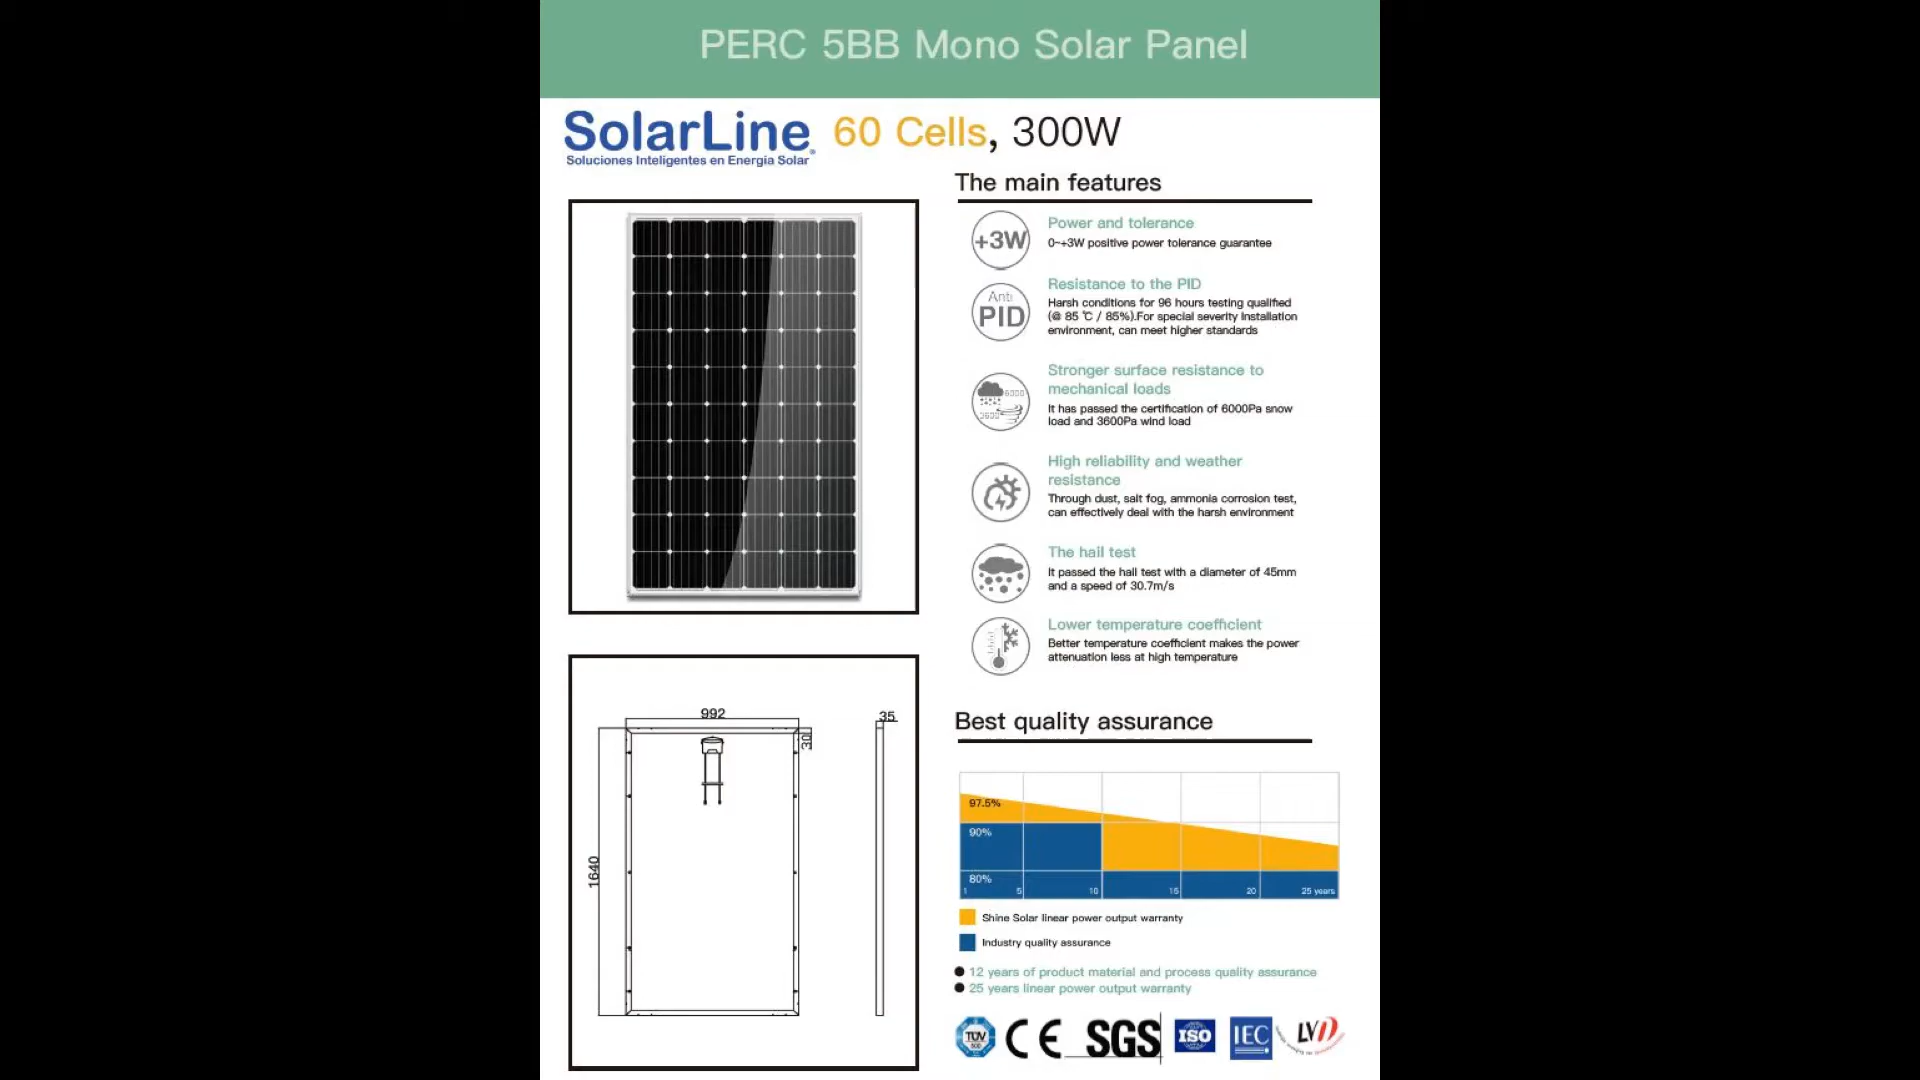 PERC 5BB Mono Solar Panel
SolarLine
Soluciones Inteligentes en Energía Solar
60 Cells, 300W
The main features
+3W
Power and tolerance
0~+3W positive power tolerance guarantee
Anti
PID
Resistance to the PID
Harsh conditions for 96 hours testing qualified
(@ 85 ℃ / 85%).For special severity installation
environment, can meet higher standards
6000
3600
Stronger surface resistance to
mechanical loads
It has passed the certification of 6000Pa snow
load and 3600Pa wind load
High reliability and weather
resistance
Through dust, salt fog, ammonia corrosion test,
can effectively deal with the harsh environment
The hail test
It passed the hail test with a diameter of 45mm
and a speed of 30.7m/s
Lower temperature coefficient
Better temperature coefficient makes the power
attenuation less at high temperature
992
35
30
1640
Best quality assurance
97.5%
90%
80%
1 5 10 15 20 25 years
Shine Solar linear power output warranty
Industry quality assurance
● 12 years of product material and process quality assurance
● 25 years linear power output warranty
TÜV CE SGS ISO IEC LVD